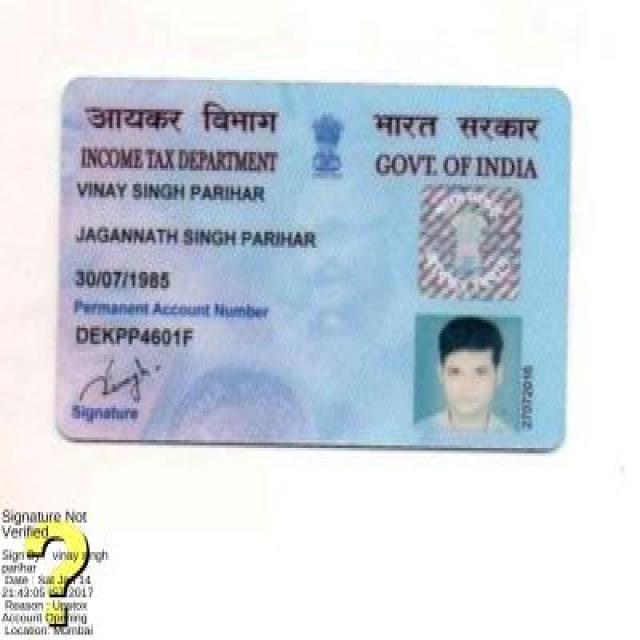 आयकर विभाग भारत सरकार
INCOME TAX DEPARTMENT GOVT. OF INDIA
VINAY SINGH PARIHAR
JAGANNATH SINGH PARIHAR
30/07/1985
Permanent Account Number
DEKPP4601F
Signature
27072016
Signature Not
Verified
Sign By vinay singh
parihar
Date : Sat Jan 14
21:43:05 IST 2017
Reason : Upstox
Account Opening
Location: Mumbai